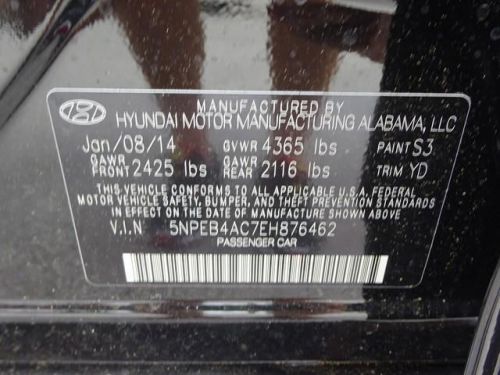 MANUFACTURED BY
HYUNDAI MOTOR MANUFACTURING ALABAMA, LLC
Jan/08/14 GVWR 4365 lbs PAINT S3
GAWR FRONT 2425 lbs GAWR REAR 2116 lbs TRIM YD
THIS VEHICLE CONFORMS TO ALL APPLICABLE U.S.A. FEDERAL
MOTOR VEHICLE SAFETY, BUMPER, AND THEFT PREVENTION STANDARDS
IN EFFECT ON THE DATE OF MANUFACTURE SHOWN ABOVE.
V.I.N 5NPEB4AC7EH876462
PASSENGER CAR